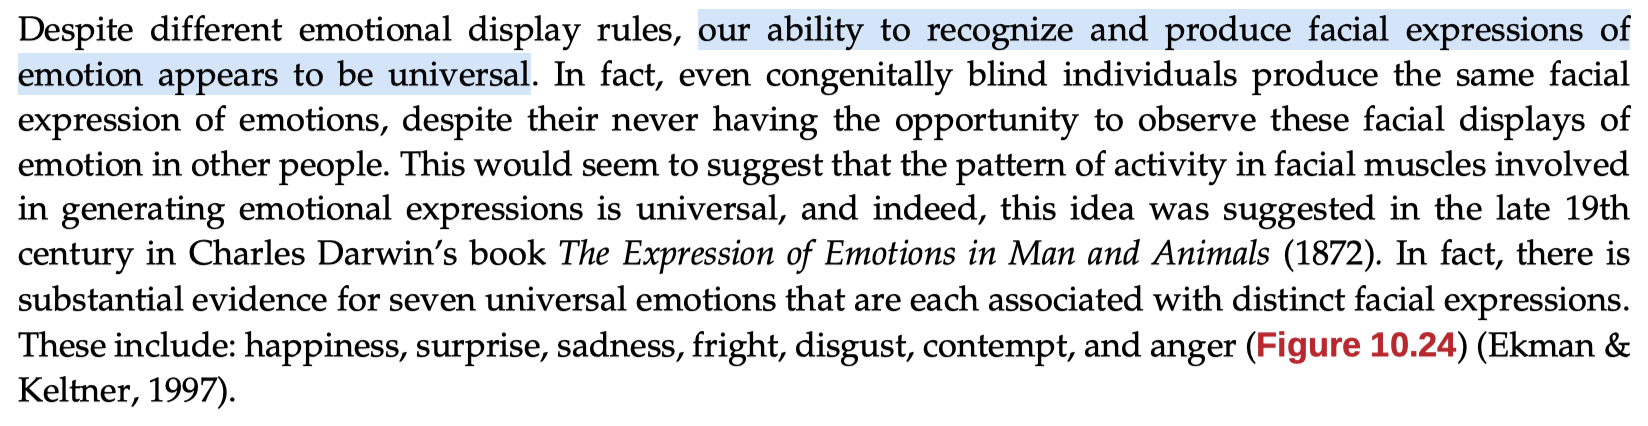 Despite different emotional display rules, our ability to recognize and produce facial expressions of
emotion appears to be universal. In fact, even congenitally blind individuals produce the same facial
expression of emotions, despite their never having the opportunity to observe these facial displays of
emotion in other people. This would seem to suggest that the pattern of activity in facial muscles involved
in generating emotional expressions is universal, and indeed, this idea was suggested in the late 19th
century in Charles Darwin’s book The Expression of Emotions in Man and Animals (1872). In fact, there is
substantial evidence for seven universal emotions that are each associated with distinct facial expressions.
These include: happiness, surprise, sadness, fright, disgust, contempt, and anger (Figure 10.24) (Ekman &
Keltner, 1997).